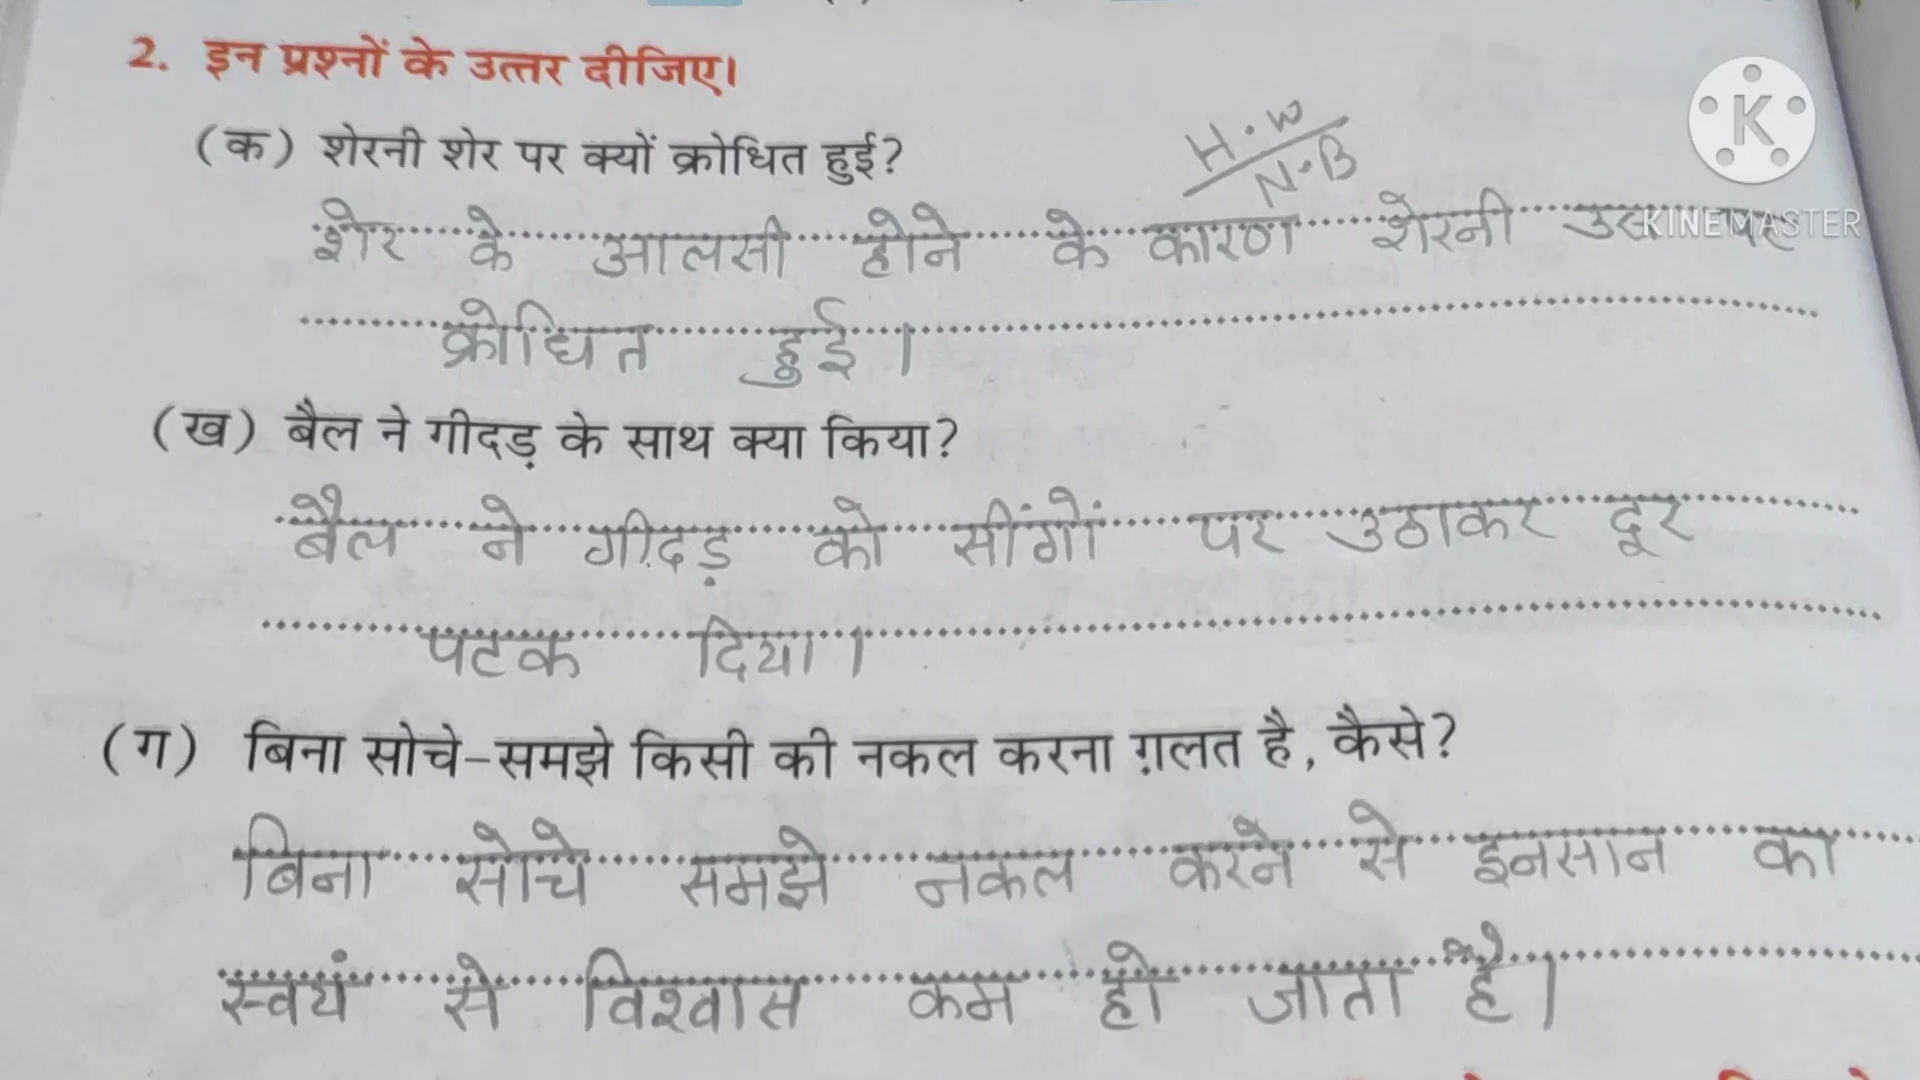 2. इन प्रश्नों के उत्तर दीजिए।
(क) शेरनी शेर पर क्यों क्रोधित हुई?
H.W
N.B
शेर के आलसी होने के कारण शेरनी उस
KINEMASTER
क्रोधित हुई।
(ख) बैल ने गीदड़ के साथ क्या किया?
बैल ने गीदड़ को सींगों पर उठाकर दूर
पटक दिया।
(ग) बिना सोचे-समझे किसी की नकल करना ग़लत है, कैसे?
बिना सोचे समझे नकल करने से इनसान का
स्वयं से विश्वास कम हो जाता है।